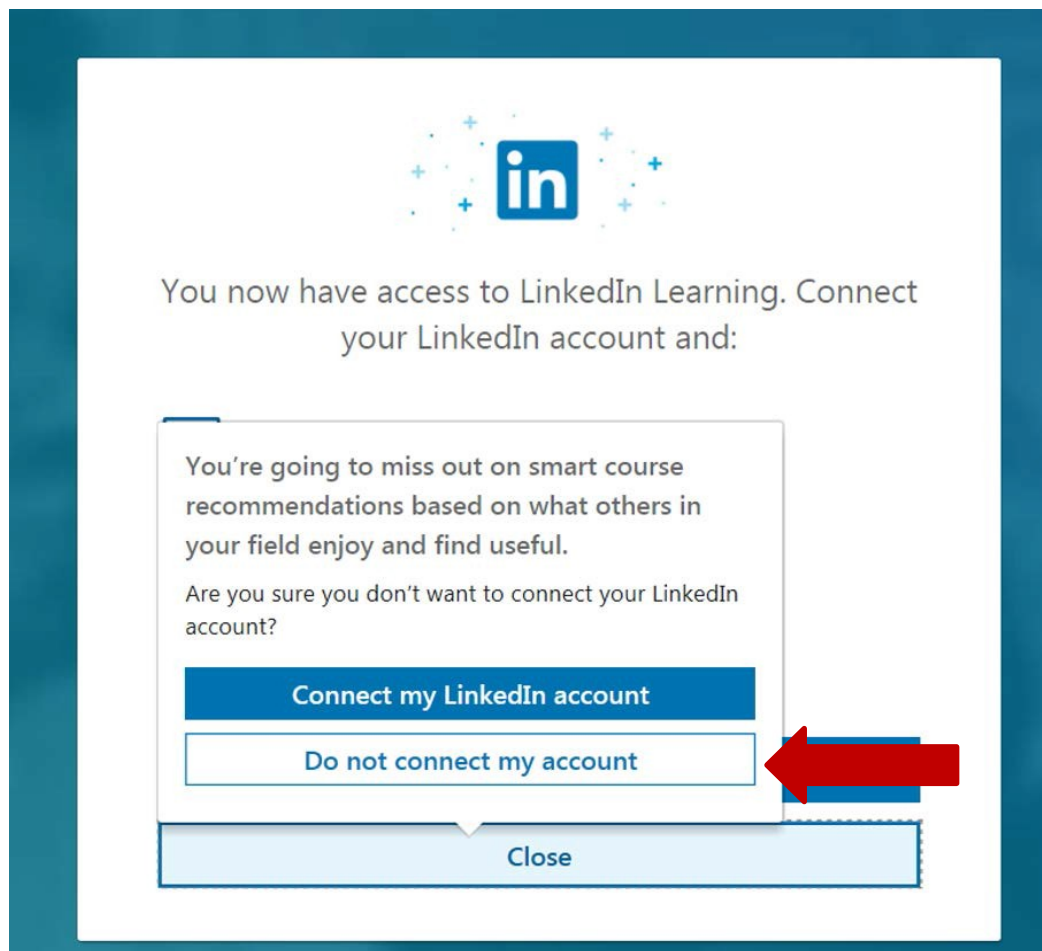 in
You now have access to LinkedIn Learning. Connect
your LinkedIn account and:
You're going to miss out on smart course
recommendations based on what others in
your field enjoy and find useful.
Are you sure you don't want to connect your LinkedIn
account?
Connect my LinkedIn account
Do not connect my account
Close